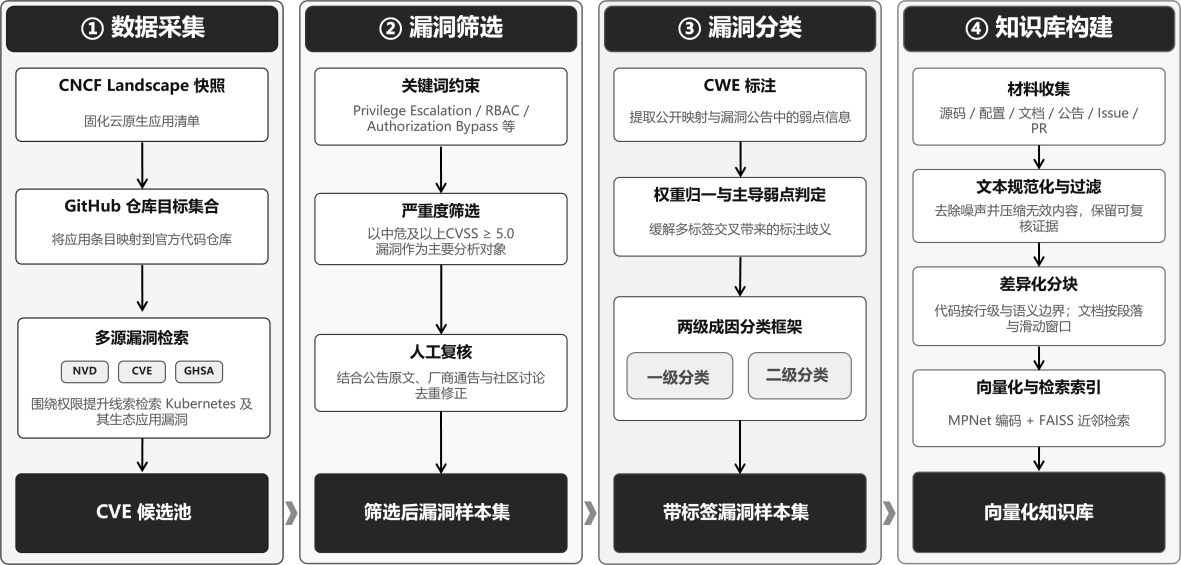 ① 数据采集
CNCF Landscape 快照
固化云原生应用清单
GitHub 仓库目标集合
将应用条目映射到官方代码仓库
多源漏洞检索
NVD
CVE
GHSA
围绕权限提升线索检索 Kubernetes 及
其生态应用漏洞
CVE 候选池
② 漏洞筛选
关键词约束
Privilege Escalation / RBAC /
Authorization Bypass 等
严重度筛选
以中危及以上CVSS ≥ 5.0
漏洞作为主要分析对象
人工复核
结合公告原文、厂商通告与社区讨论
去重修正
筛选后漏洞样本集
③ 漏洞分类
CWE 标注
提取公开映射与漏洞公告中的弱点信息
权重归一与主导弱点判定
缓解多标签交叉带来的标注歧义
两级成因分类框架
一级分类
二级分类
带标签漏洞样本集
④ 知识库构建
材料收集
源码 / 配置 / 文档 / 公告 / Issue /
PR
文本规范化与过滤
去除噪声并压缩无效内容，保留可复
核证据
差异化分块
代码按行级与语义边界；文档按段落
与滑动窗口
向量化与检索索引
MPNet 编码 + FAISS 近邻检索
向量化知识库